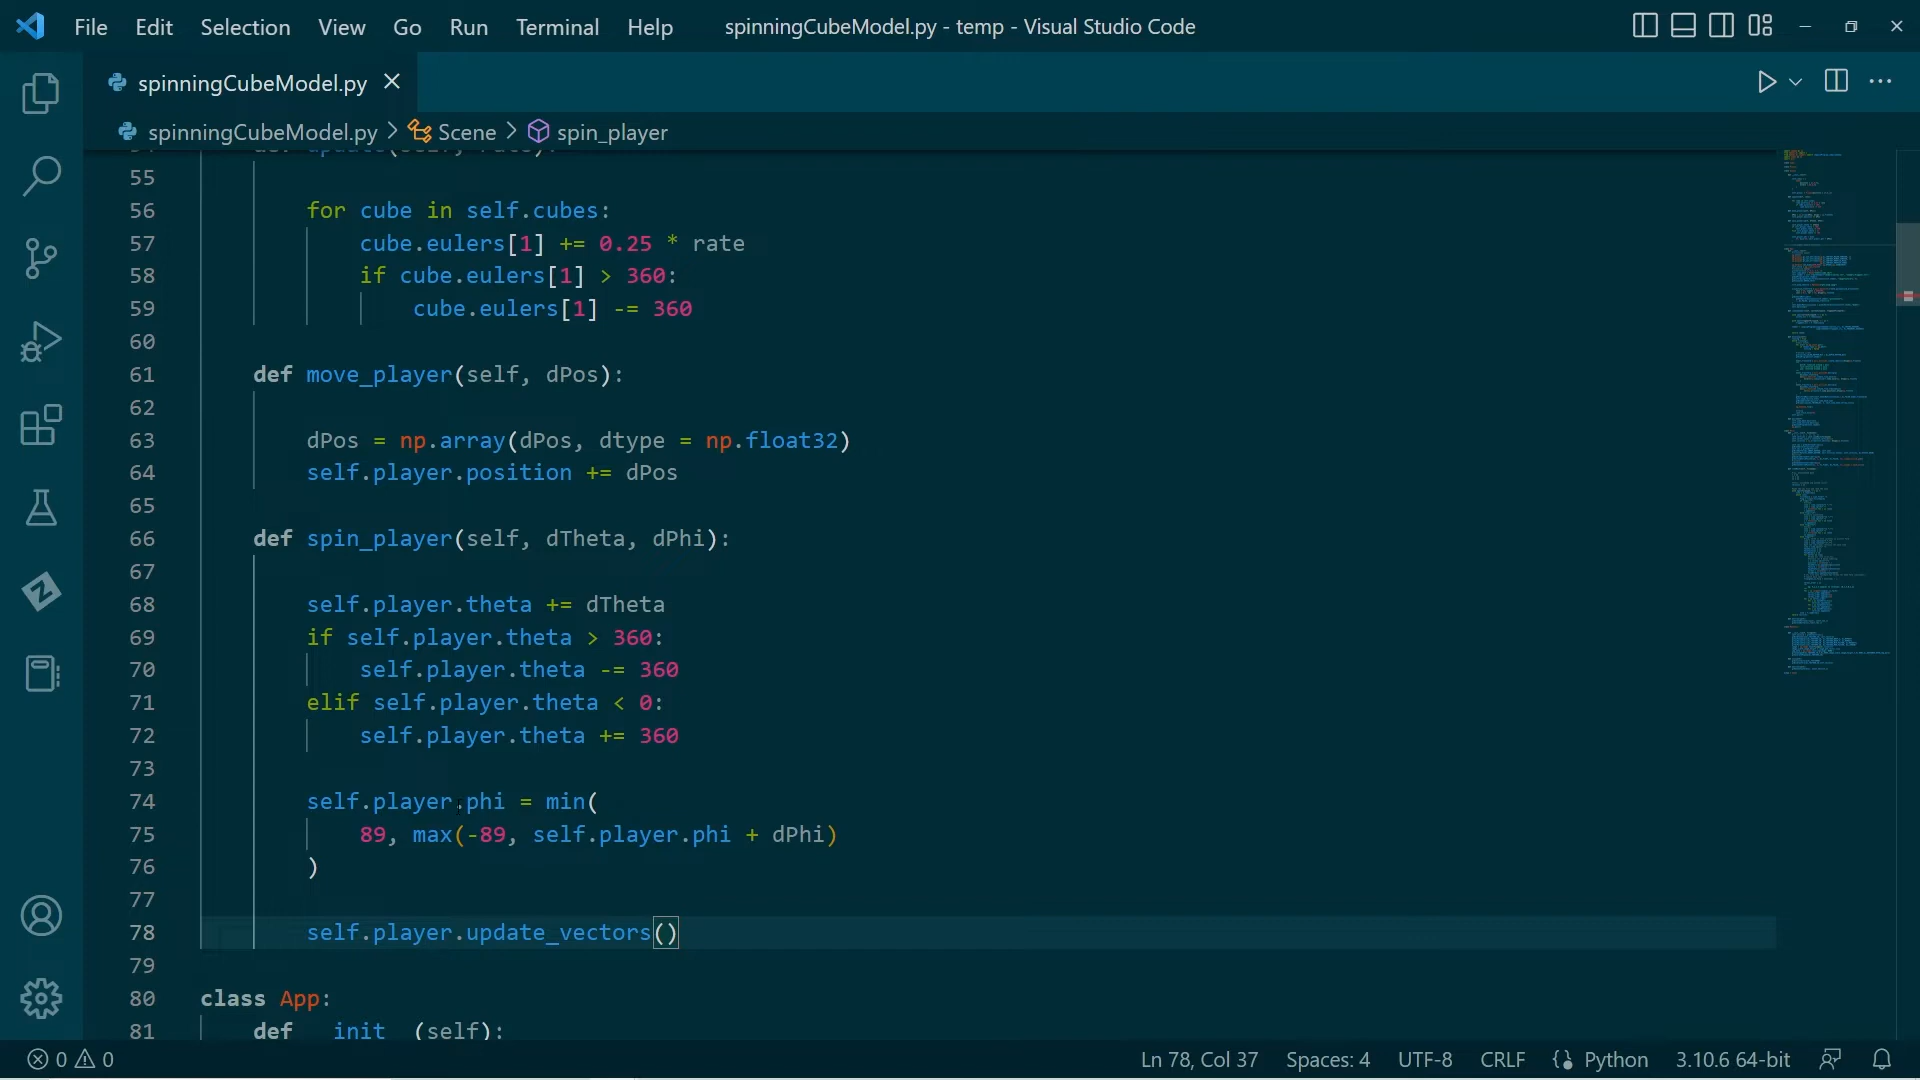 File Edit Selection View Go Run Terminal Help spinningCubeModel.py - temp - Visual Studio Code
spinningCubeModel.py
spinningCubeModel.py > Scene > spin_player
55
56 for cube in self.cubes:
57 cube.eulers[1] += 0.25 * rate
58 if cube.eulers[1] > 360:
59 cube.eulers[1] -= 360
60
61 def move_player(self, dPos):
62
63 dPos = np.array(dPos, dtype = np.float32)
64 self.player.position += dPos
65
66 def spin_player(self, dTheta, dPhi):
67
68 self.player.theta += dTheta
69 if self.player.theta > 360:
70 self.player.theta -= 360
71 elif self.player.theta < 0:
72 self.player.theta += 360
73
74 self.player.phi = min(
75 89, max(-89, self.player.phi + dPhi)
76 )
77
78 self.player.update_vectors()
79
80 class App:
81 def __init__(self):
0 0 Ln 78, Col 37 Spaces: 4 UTF-8 CRLF Python 3.10.6 64-bit